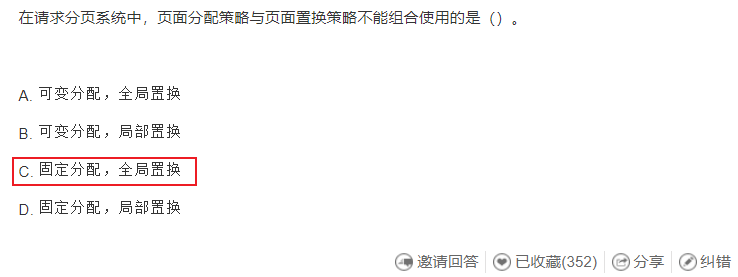 在请求分页系统中，页面分配策略与页面置换策略不能组合使用的是（）。
A. 可变分配，全局置换
B. 可变分配，局部置换
C. 固定分配，全局置换
D. 固定分配，局部置换
邀请回答 已收藏(352) 分享 纠错